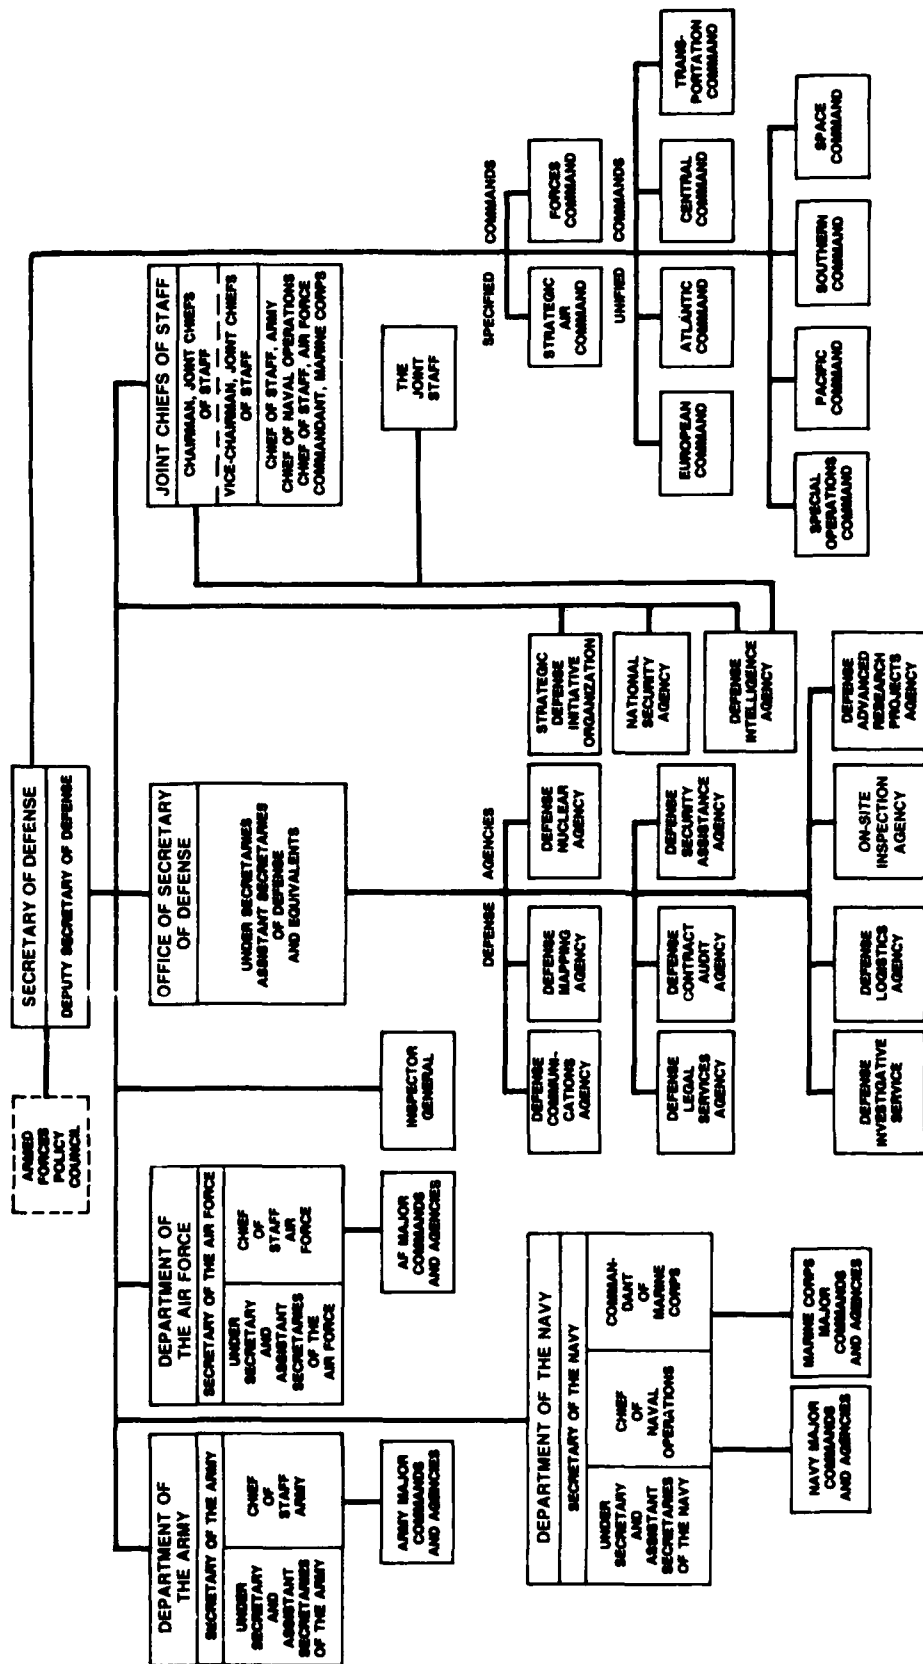 ARMED
FORCES
POLICY
COUNCIL
SECRETARY OF DEFENSE
DEPUTY SECRETARY OF DEFENSE
DEPARTMENT OF
THE ARMY
SECRETARY OF THE ARMY
UNDER
SECRETARY
AND
ASSISTANT
SECRETARIES
OF THE ARMY
CHIEF
OF
STAFF
ARMY
ARMY MAJOR
COMMANDS
AND AGENCIES
DEPARTMENT OF
THE AIR FORCE
SECRETARY OF THE AIR FORCE
UNDER
SECRETARY
AND
ASSISTANT
SECRETARIES
OF THE
AIR FORCE
CHIEF
OF
STAFF
AIR
FORCE
AF MAJOR
COMMANDS
AND AGENCIES
INSPECTOR
GENERAL
OFFICE OF SECRETARY
OF DEFENSE
UNDER SECRETARIES
ASSISTANT SECRETARIES
OF DEFENSE
AND EQUIVALENTS
JOINT CHIEFS OF STAFF
CHAIRMAN, JOINT CHIEFS
OF STAFF
VICE-CHAIRMAN, JOINT CHIEFS
OF STAFF
CHIEF OF STAFF, ARMY
CHIEF OF NAVAL OPERATIONS
CHIEF OF STAFF, AIR FORCE
COMMANDANT, MARINE CORPS
THE
JOINT
STAFF
DEPARTMENT OF THE NAVY
SECRETARY OF THE NAVY
UNDER
SECRETARY
AND
ASSISTANT
SECRETARIES
OF THE NAVY
CHIEF
OF
NAVAL
OPERATIONS
COMMAN-
DANT
OF
MARINE
CORPS
NAVY MAJOR
COMMANDS
AND AGENCIES
MARINE CORPS
MAJOR
COMMANDS
AND AGENCIES
DEFENSE AGENCIES
DEFENSE
COMMUNI-
CATIONS
AGENCY
DEFENSE
MAPPING
AGENCY
DEFENSE
NUCLEAR
AGENCY
STRATEGIC
DEFENSE
INITIATIVE
ORGANIZATION
NATIONAL
SECURITY
AGENCY
DEFENSE
LEGAL
SERVICES
AGENCY
DEFENSE
CONTRACT
AUDIT
AGENCY
DEFENSE
SECURITY
ASSISTANCE
AGENCY
DEFENSE
INTELLIGENCE
AGENCY
DEFENSE
INVESTIGATIVE
SERVICE
DEFENSE
LOGISTICS
AGENCY
ON-SITE
INSPECTION
AGENCY
DEFENSE
ADVANCED
RESEARCH
PROJECTS
AGENCY
SPECIFIED COMMANDS
STRATEGIC
AIR
COMMAND
FORCES
COMMAND
UNIFIED COMMANDS
EUROPEAN
COMMAND
ATLANTIC
COMMAND
CENTRAL
COMMAND
TRANS-
PORTATION
COMMAND
SPECIAL
OPERATIONS
COMMAND
PACIFIC
COMMAND
SOUTHERN
COMMAND
SPACE
COMMAND